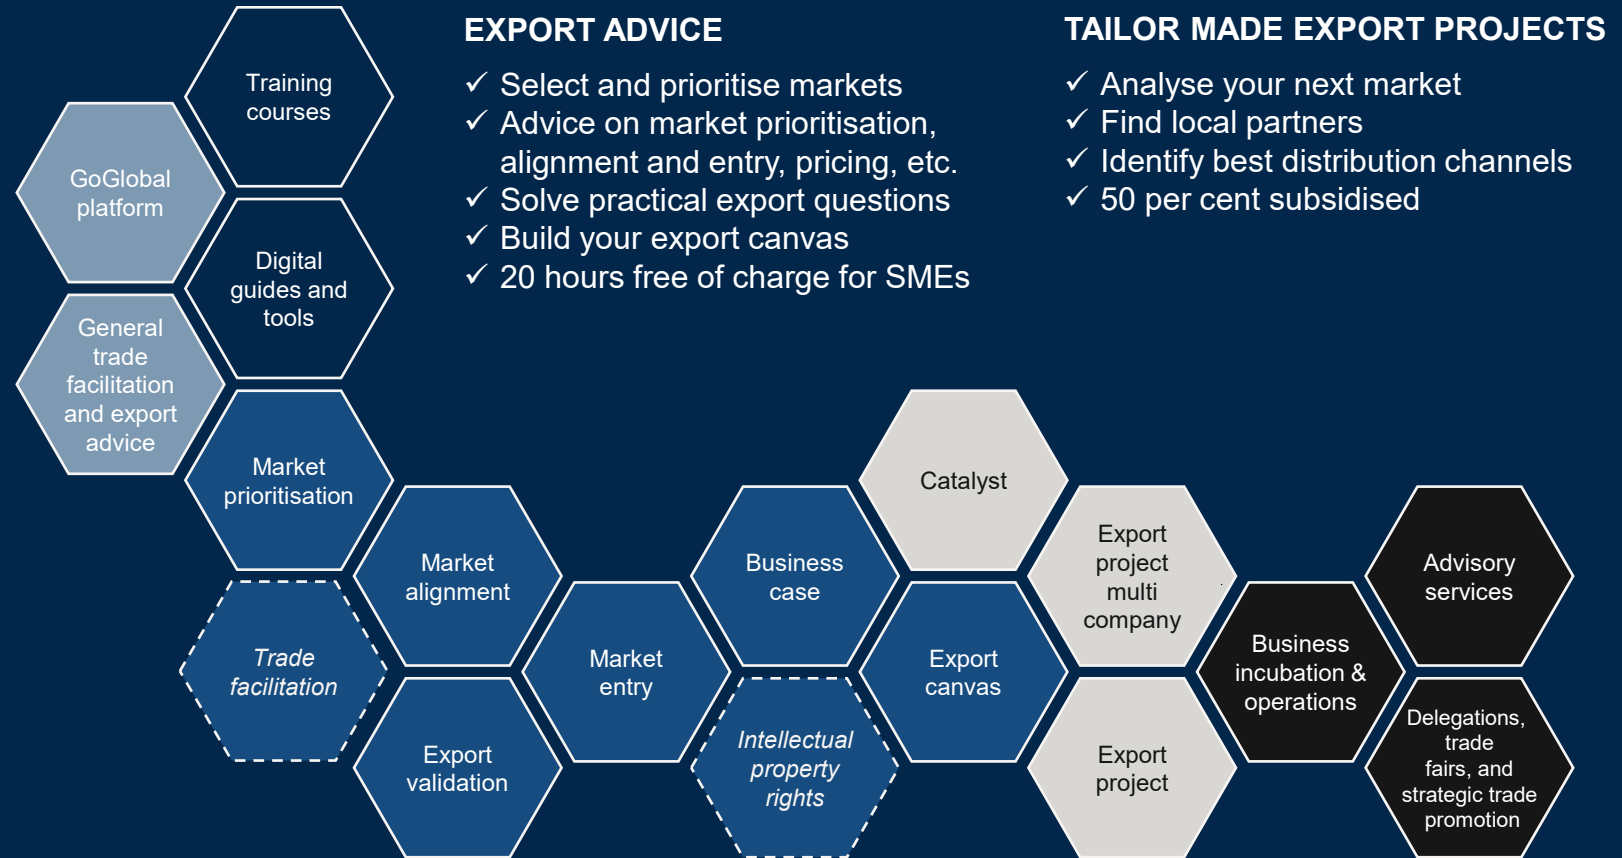 EXPORT ADVICE
✓ Select and prioritise markets
✓ Advice on market prioritisation,
alignment and entry, pricing, etc.
✓ Solve practical export questions
✓ Build your export canvas
✓ 20 hours free of charge for SMEs
TAILOR MADE EXPORT PROJECTS
✓ Analyse your next market
✓ Find local partners
✓ Identify best distribution channels
✓ 50 per cent subsidised
Training
courses
GoGlobal
platform
Digital
guides and
tools
General
trade
facilitation
and export
advice
Market
prioritisation
Trade
facilitation
Market
alignment
Export
validation
Market
entry
Business
case
Intellectual
property
rights
Catalyst
Export
canvas
Export
project
multi
company
Export
project
Business
incubation &
operations
Advisory
services
Delegations,
trade
fairs, and
strategic trade
promotion